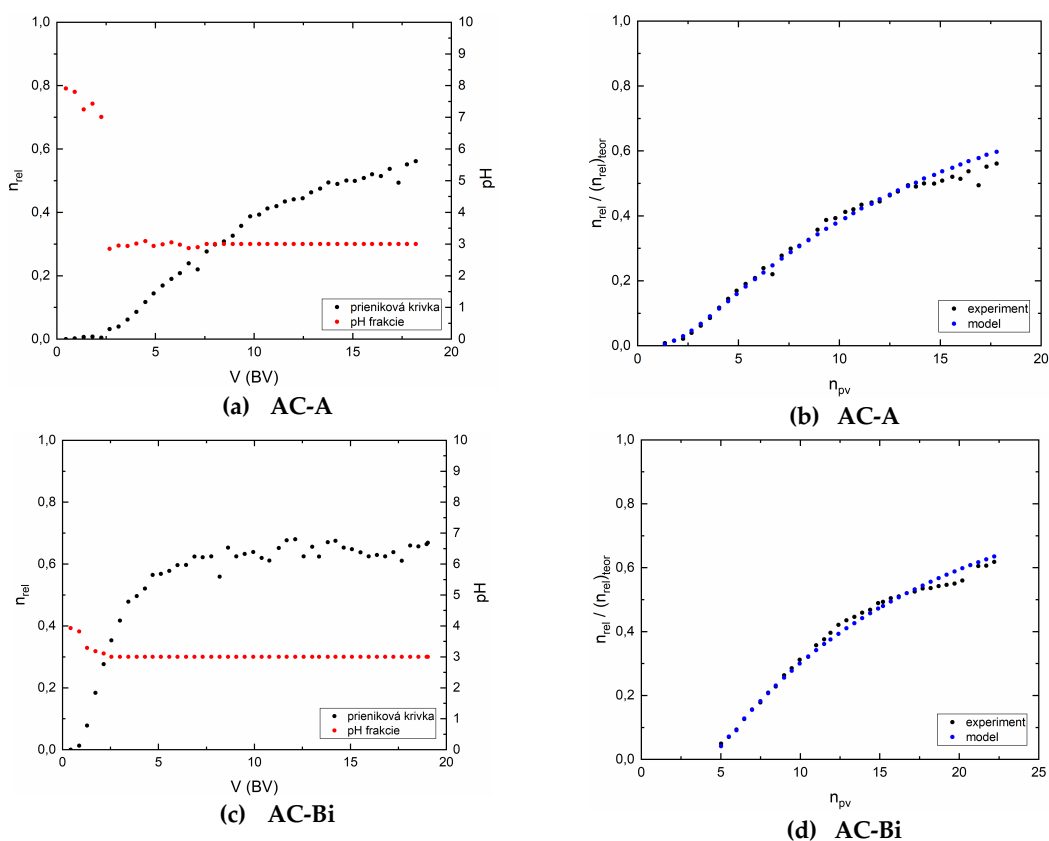 1,0
0,8
0,6
0,4
0,2
0,0
n_rel
10
9
8
7
6
5
4
3
2
1
0
pH
prieniková krivka
pH frakcie
0 5 10 15 20
V (BV)
(a) AC-A
1,0
0,8
0,6
0,4
0,2
0,0
n_rel / (n_rel)_teor
experiment
model
0 5 10 15 20
n_pv
(b) AC-A
1,0
0,8
0,6
0,4
0,2
0,0
n_rel
10
9
8
7
6
5
4
3
2
1
0
pH
prieniková krivka
pH frakcie
0 5 10 15 20
V (BV)
(c) AC-Bi
1,0
0,8
0,6
0,4
0,2
0,0
n_rel / (n_rel)_teor
experiment
model
0 5 10 15 20 25
n_pv
(d) AC-Bi